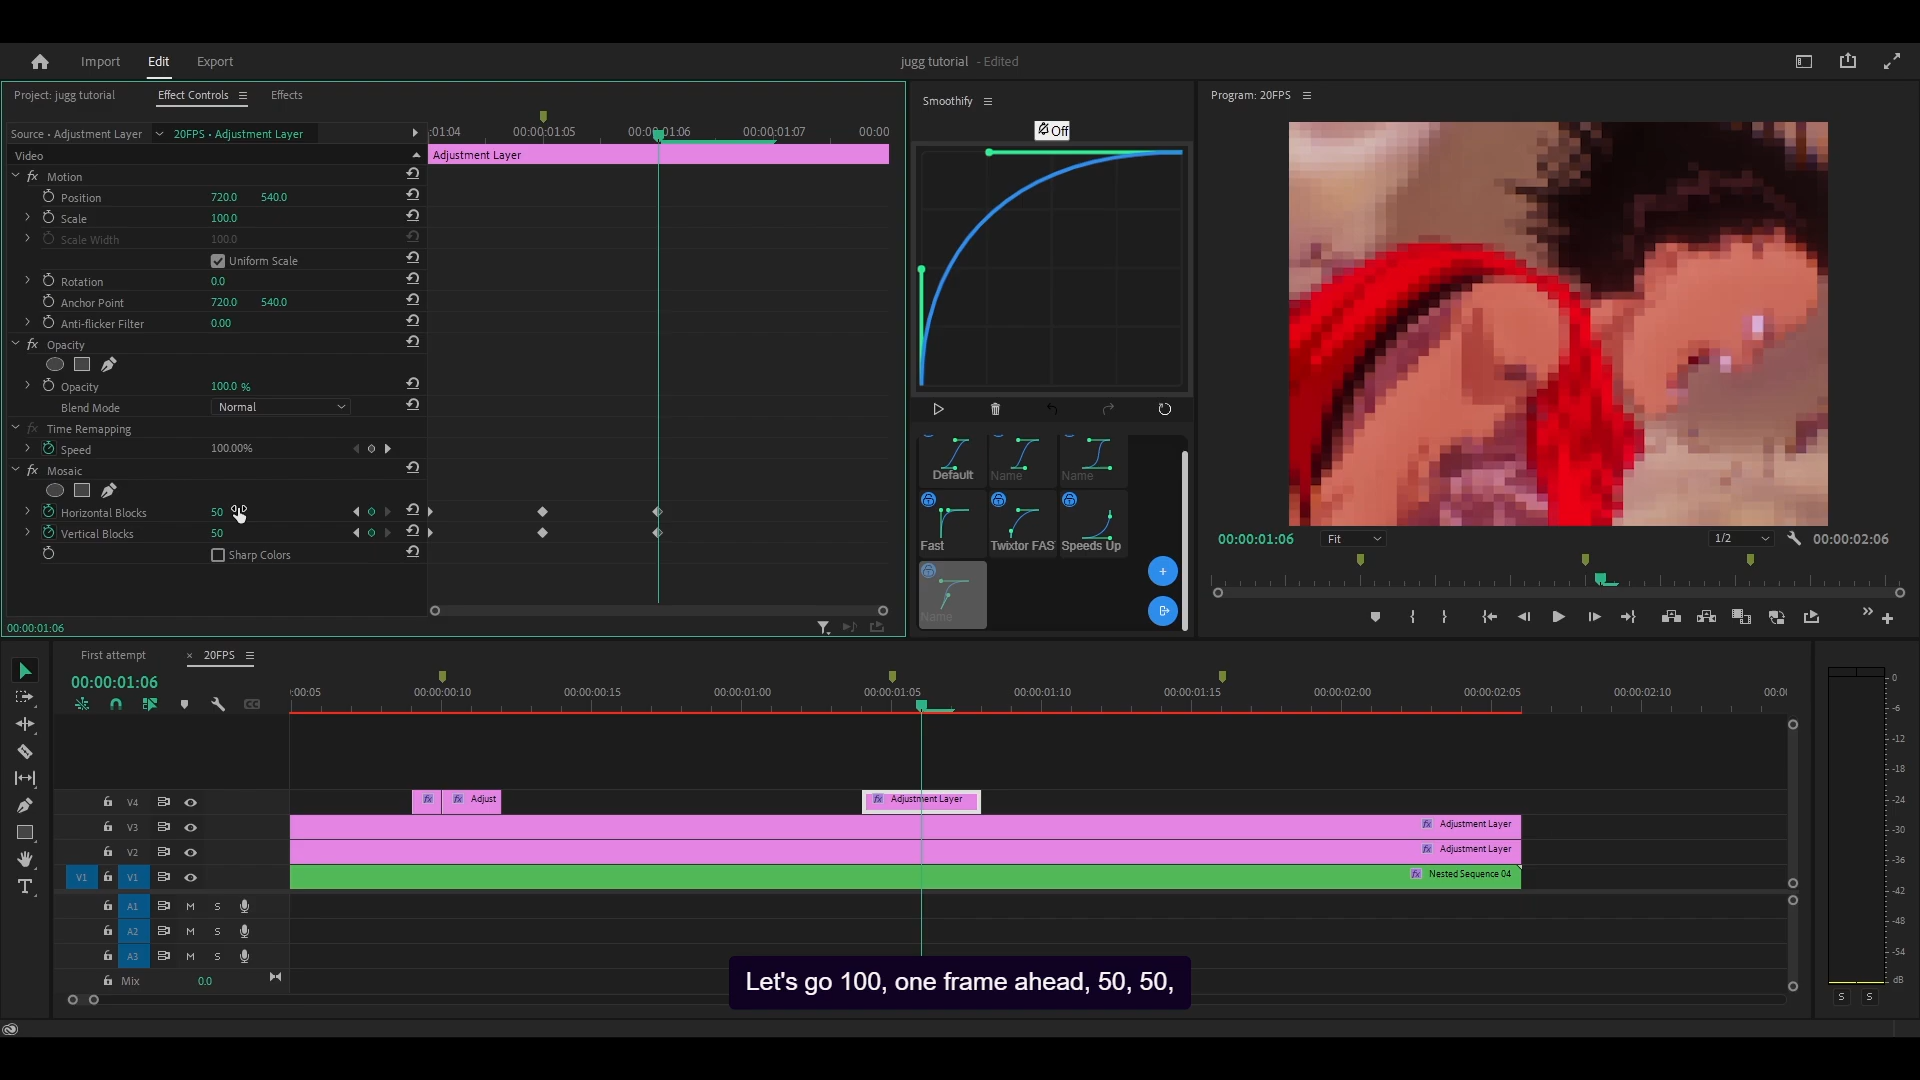 Import Edit Export
jugg tutorial - Edited
Project: jugg tutorial Effect Controls Effects
Source • Adjustment Layer 20FPS • Adjustment Layer
:01:04 00:00:01:05 00:00:01:06 00:00:01:07 00:00
Video
Adjustment Layer
fx Motion
Position 720.0 540.0
Scale 100.0
Scale Width 100.0
Uniform Scale
Rotation 0.0
Anchor Point 720.0 540.0
Anti-flicker Filter 0.00
fx Opacity
Opacity 100.0 %
Blend Mode Normal
fx Time Remapping
Speed 100.00%
fx Mosaic
Horizontal Blocks 50
Vertical Blocks 50
Sharp Colors
00:00:01:06
Smoothify
Off
Default Name Name
Fast Twixtor FAS Speeds Up
Name
Program: 20FPS
00:00:01:06 Fit 1/2 00:00:02:06
First attempt × 20FPS
00:00:01:06
:00:05 00:00:00:10 00:00:00:15 00:00:01:00 00:00:01:05 00:00:01:10 00:00:01:15 00:00:02:00 00:00:02:05 00:00:02:10 00:00
V4 fx fx Adjust fx Adjustment Layer
V3 fx Adjustment Layer
V2 fx Adjustment Layer
V1 V1 fx Nested Sequence 04
A1 M S
A2 M S
A3 M S
Mix 0.0
0
-6
-12
-18
-24
-30
-36
-42
-48
-54
dB
S S
Let's go 100, one frame ahead, 50, 50,